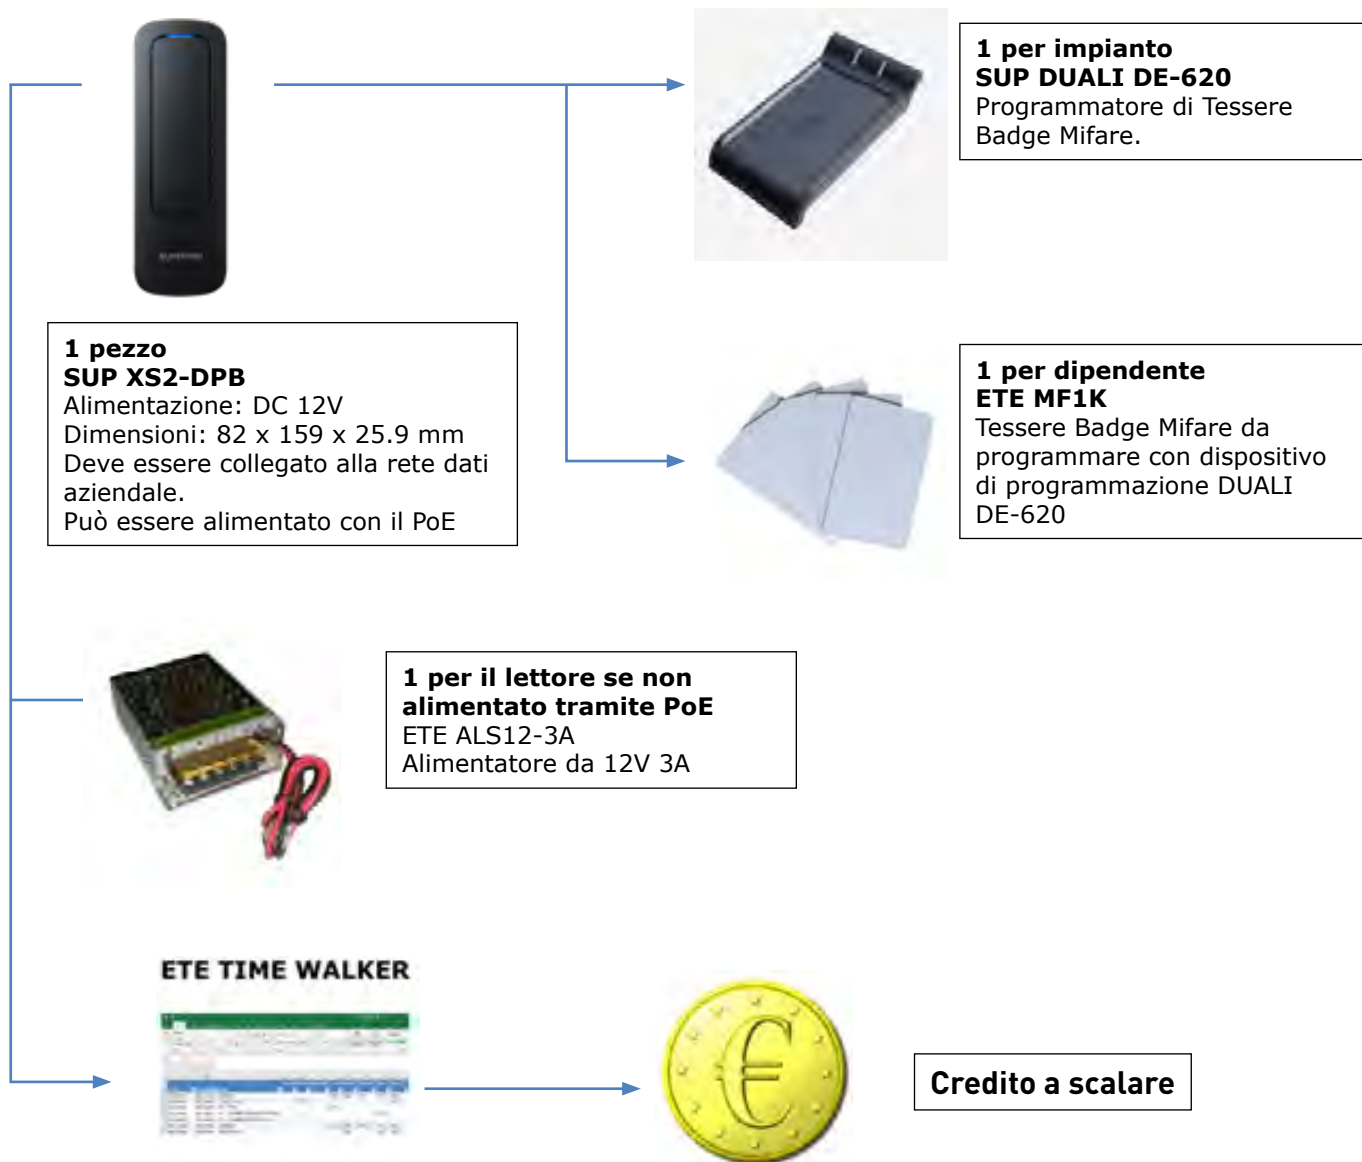 1 per impianto
SUP DUALI DE-620
Programmatore di Tessere
Badge Mifare.
1 pezzo
SUP XS2-DPB
Alimentazione: DC 12V
Dimensioni: 82 x 159 x 25.9 mm
Deve essere collegato alla rete dati
aziendale.
Può essere alimentato con il PoE
1 per dipendente
ETE MF1K
Tessere Badge Mifare da
programmare con dispositivo
di programmazione DUALI
DE-620
1 per il lettore se non
alimentato tramite PoE
ETE ALS12-3A
Alimentatore da 12V 3A
ETE TIME WALKER
€
Credito a scalare